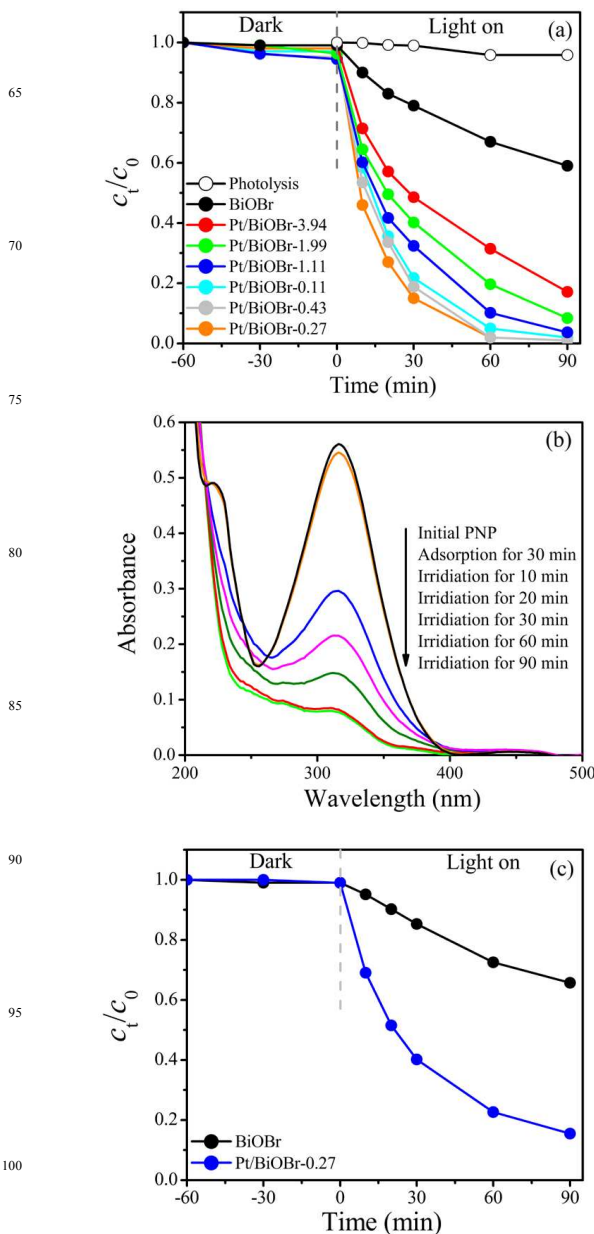 Dark
Light on
(a)
1.0
0.8
0.6
0.4
0.2
0.0
c_t/c_0
Photolysis
BiOBr
Pt/BiOBr-3.94
Pt/BiOBr-1.99
Pt/BiOBr-1.11
Pt/BiOBr-0.11
Pt/BiOBr-0.43
Pt/BiOBr-0.27
-60 -30 0 30 60 90
Time (min)
65
70
75
(b)
0.6
0.5
0.4
0.3
0.2
0.1
0.0
Absorbance
Initial PNP
Adsorption for 30 min
Irridiation for 10 min
Irridiation for 20 min
Irridiation for 30 min
Irridiation for 60 min
Irridiation for 90 min
200 300 400 500
Wavelength (nm)
80
85
90
Dark
Light on
(c)
1.0
0.8
0.6
0.4
0.2
0.0
c_t/c_0
BiOBr
Pt/BiOBr-0.27
-60 -30 0 30 60 90
Time (min)
95
100